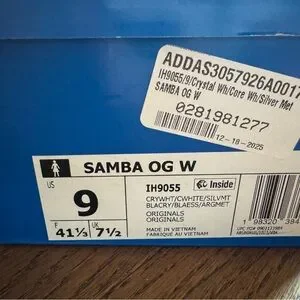 ADDAS3057926A0017
IH9055/9/Crystal Wh/Core Wh/Silver Met
SAMBA OG W
0281981277
12-18-2025
SAMBA OG W
US
9
F
41⅓
UK
7½
IH9055
Inside
CRYWHT/CWHITE/SILVMT
BLACRY/BLAESS/ARGMET
ORIGINALS
ORIGINALS
MADE IN VIETNAM
FABRIQUÉ AU VIETNAM